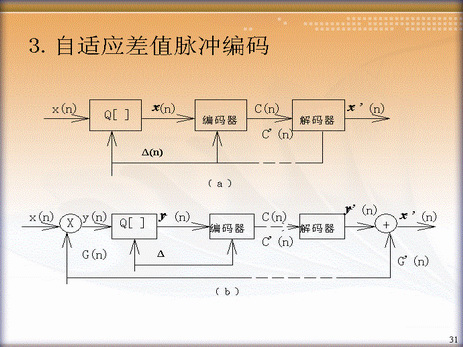 3. 自适应差值脉冲编码
x(n) Q[ ] x(n) 编码器 C(n) C'(n) 解码器 x'(n)
Δ(n)
(a)
x(n) X y(n) Q[ ] y(n) 编码器 C(n) C'(n) 解码器 y'(n) + x'(n)
G(n) Δ G'(n)
(b)
31